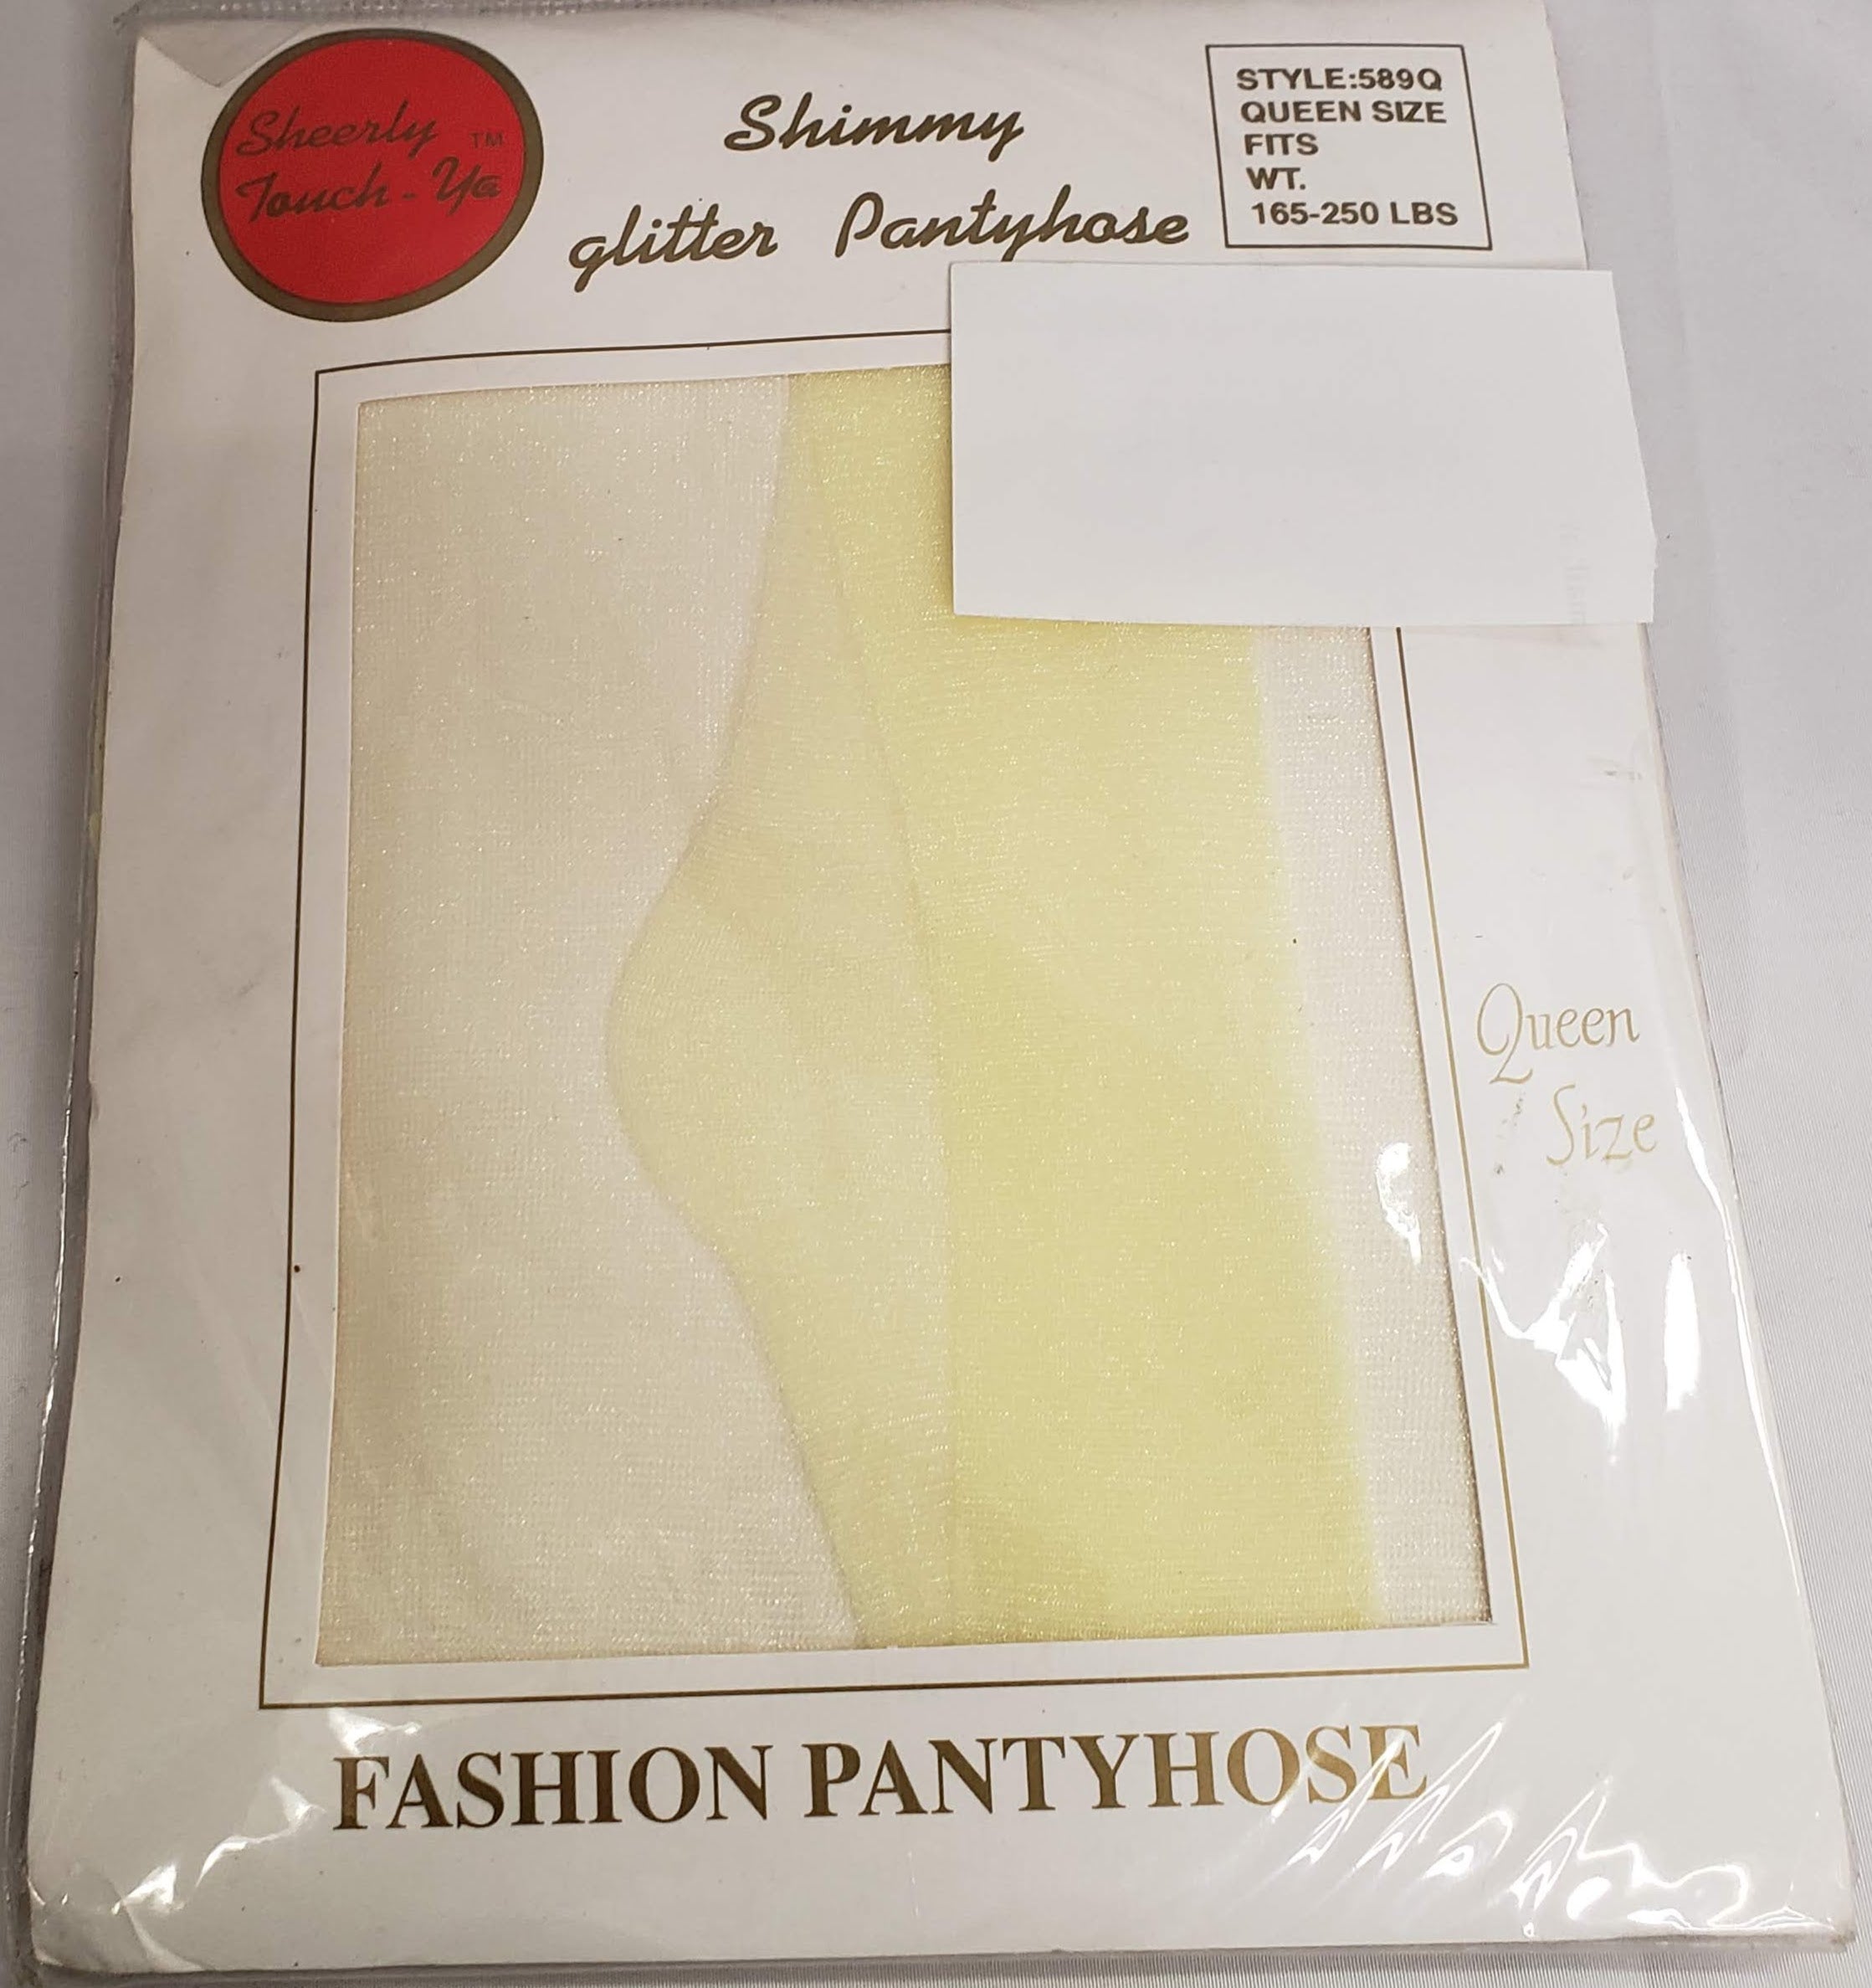 Sheerly TM
Touch-Ya
Shimmy
glitter Pantyhose
STYLE:589Q
QUEEN SIZE
FITS
WT.
165-250 LBS
Queen
Size
FASHION PANTYHOSE